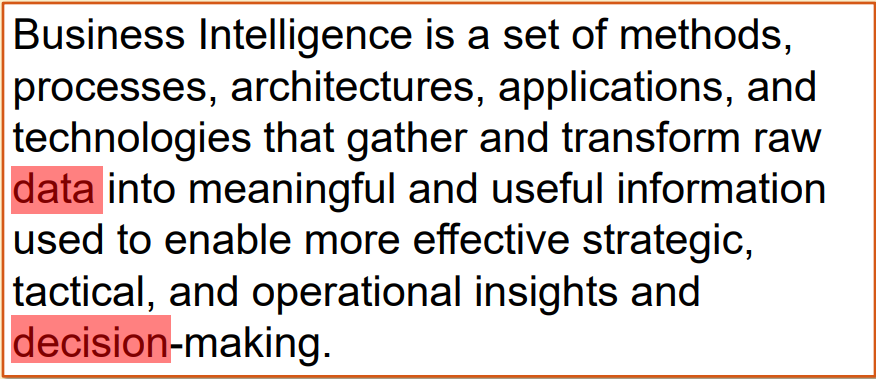 Business Intelligence is a set of methods,
processes, architectures, applications, and
technologies that gather and transform raw
data into meaningful and useful information
used to enable more effective strategic,
tactical, and operational insights and
decision-making.